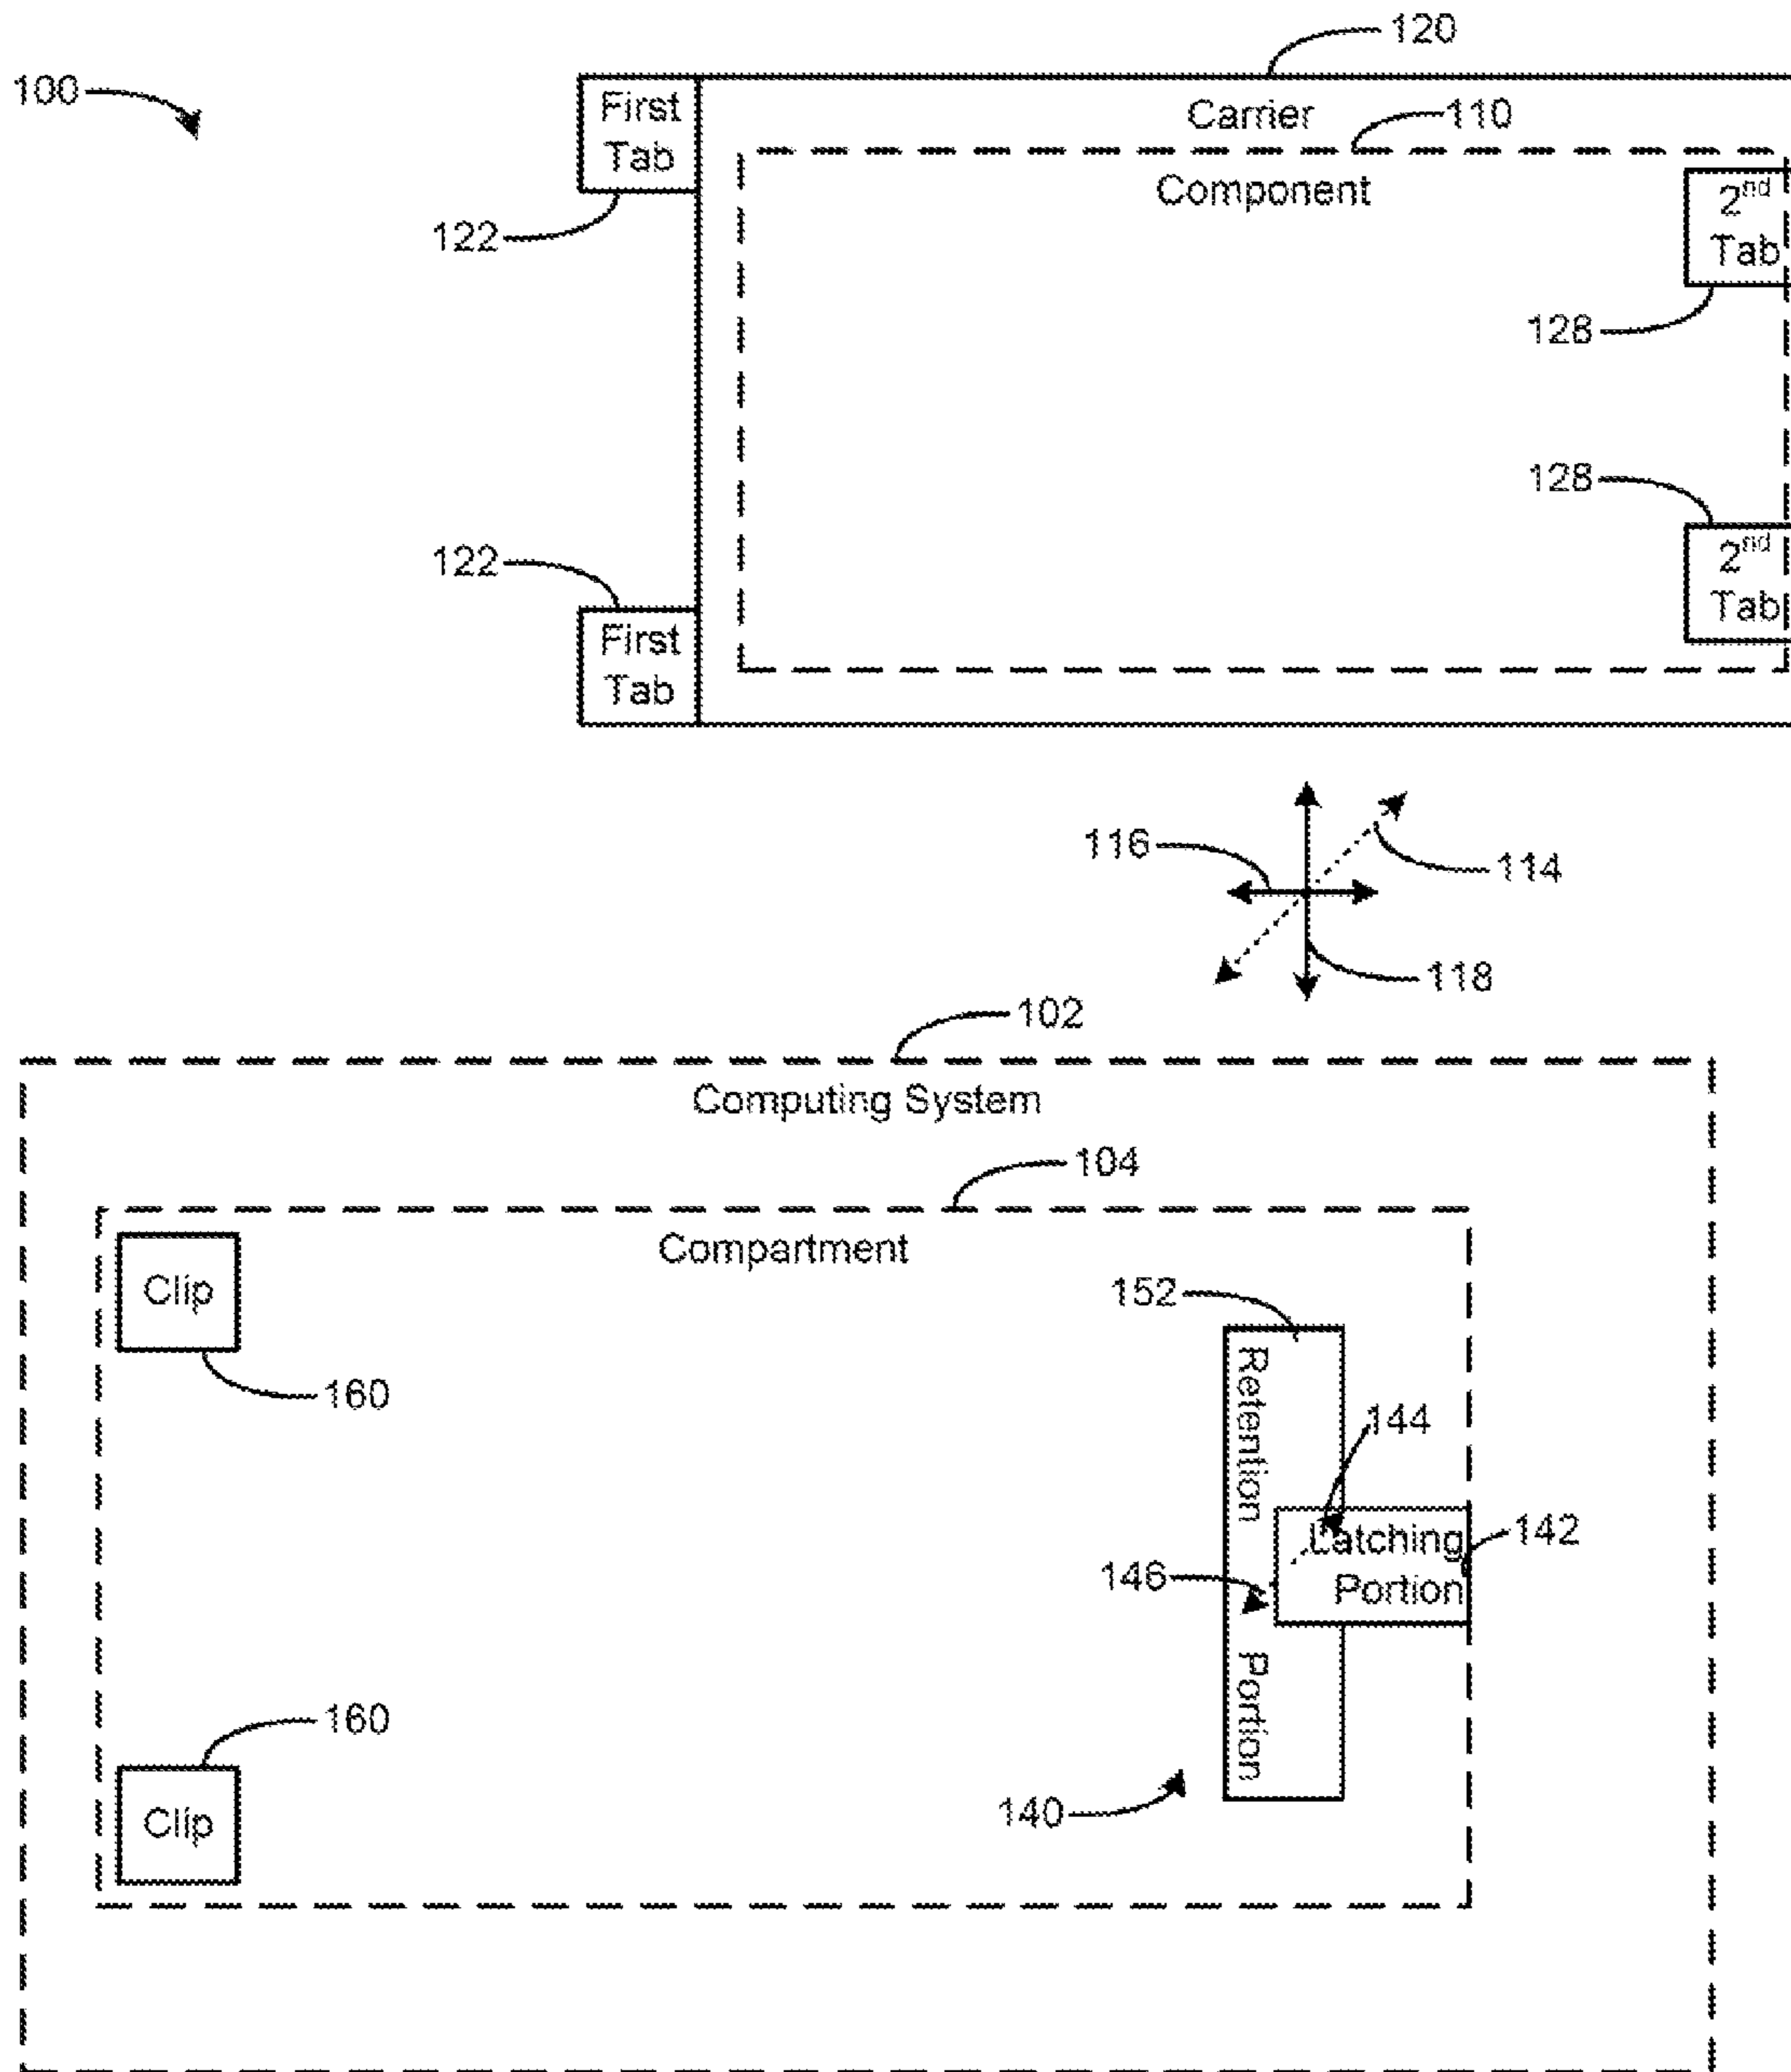 120
100
First
Tab
Carrier
110
Component
2nd
Tab
122
128
128
122
2nd
Tab
First
Tab
116
114
118
102
Computing System
104
Compartment
Clip
152
160
Retention
144
Latching
142
146
Portion
Portion
160
140
Clip